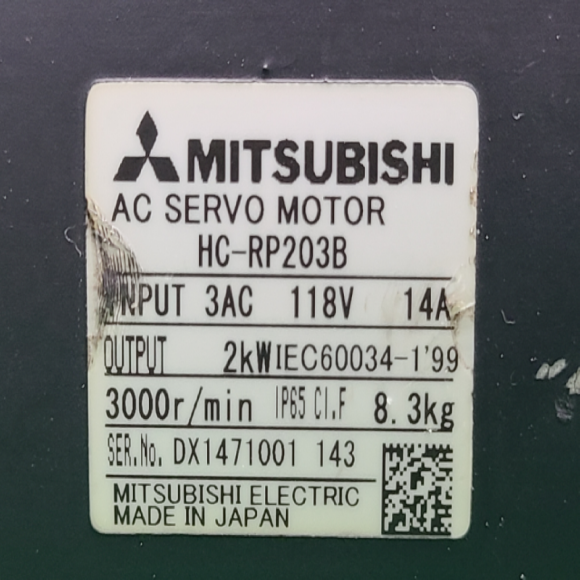 MITSUBISHI
AC SERVO MOTOR
HC-RP203B
INPUT 3AC 118V 14A
OUTPUT 2kW IEC60034-1'99
3000r/min IP65 CI.F 8.3kg
SER.No. DX1471001 143
MITSUBISHI ELECTRIC
MADE IN JAPAN